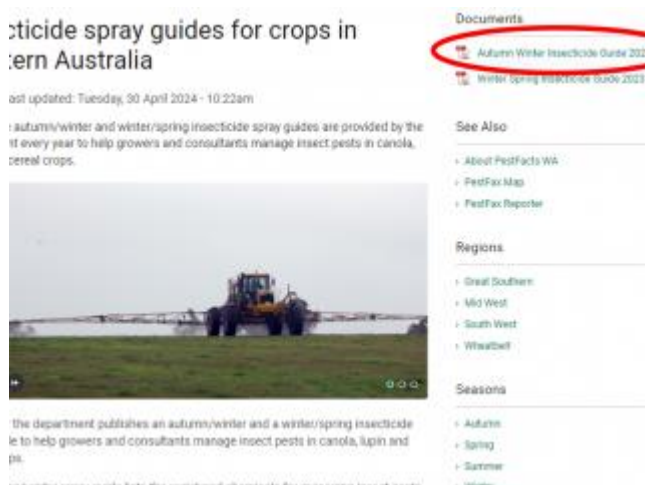 cticide spray guides for crops in
tern Australia
ast updated: Tuesday, 30 April 2024 - 10:22am
autumn/winter and winter/spring insecticide spray guides are provided by the
nt every year to help growers and consultants manage insect pests in canola,
cereal crops.
the department publishes an autumn/winter and a winter/spring insecticide
le to help growers and consultants manage insect pests in canola, lupin and
ps.
Documents
Autumn Winter Insecticide Guide 202
Winter Spring Insecticide Guide 2023
See Also
About PestFacts WA
PestFax Map
PestFax Reporter
Regions
Great Southern
Mid West
South West
Wheatbelt
Seasons
Autumn
Spring
Summer
Winter